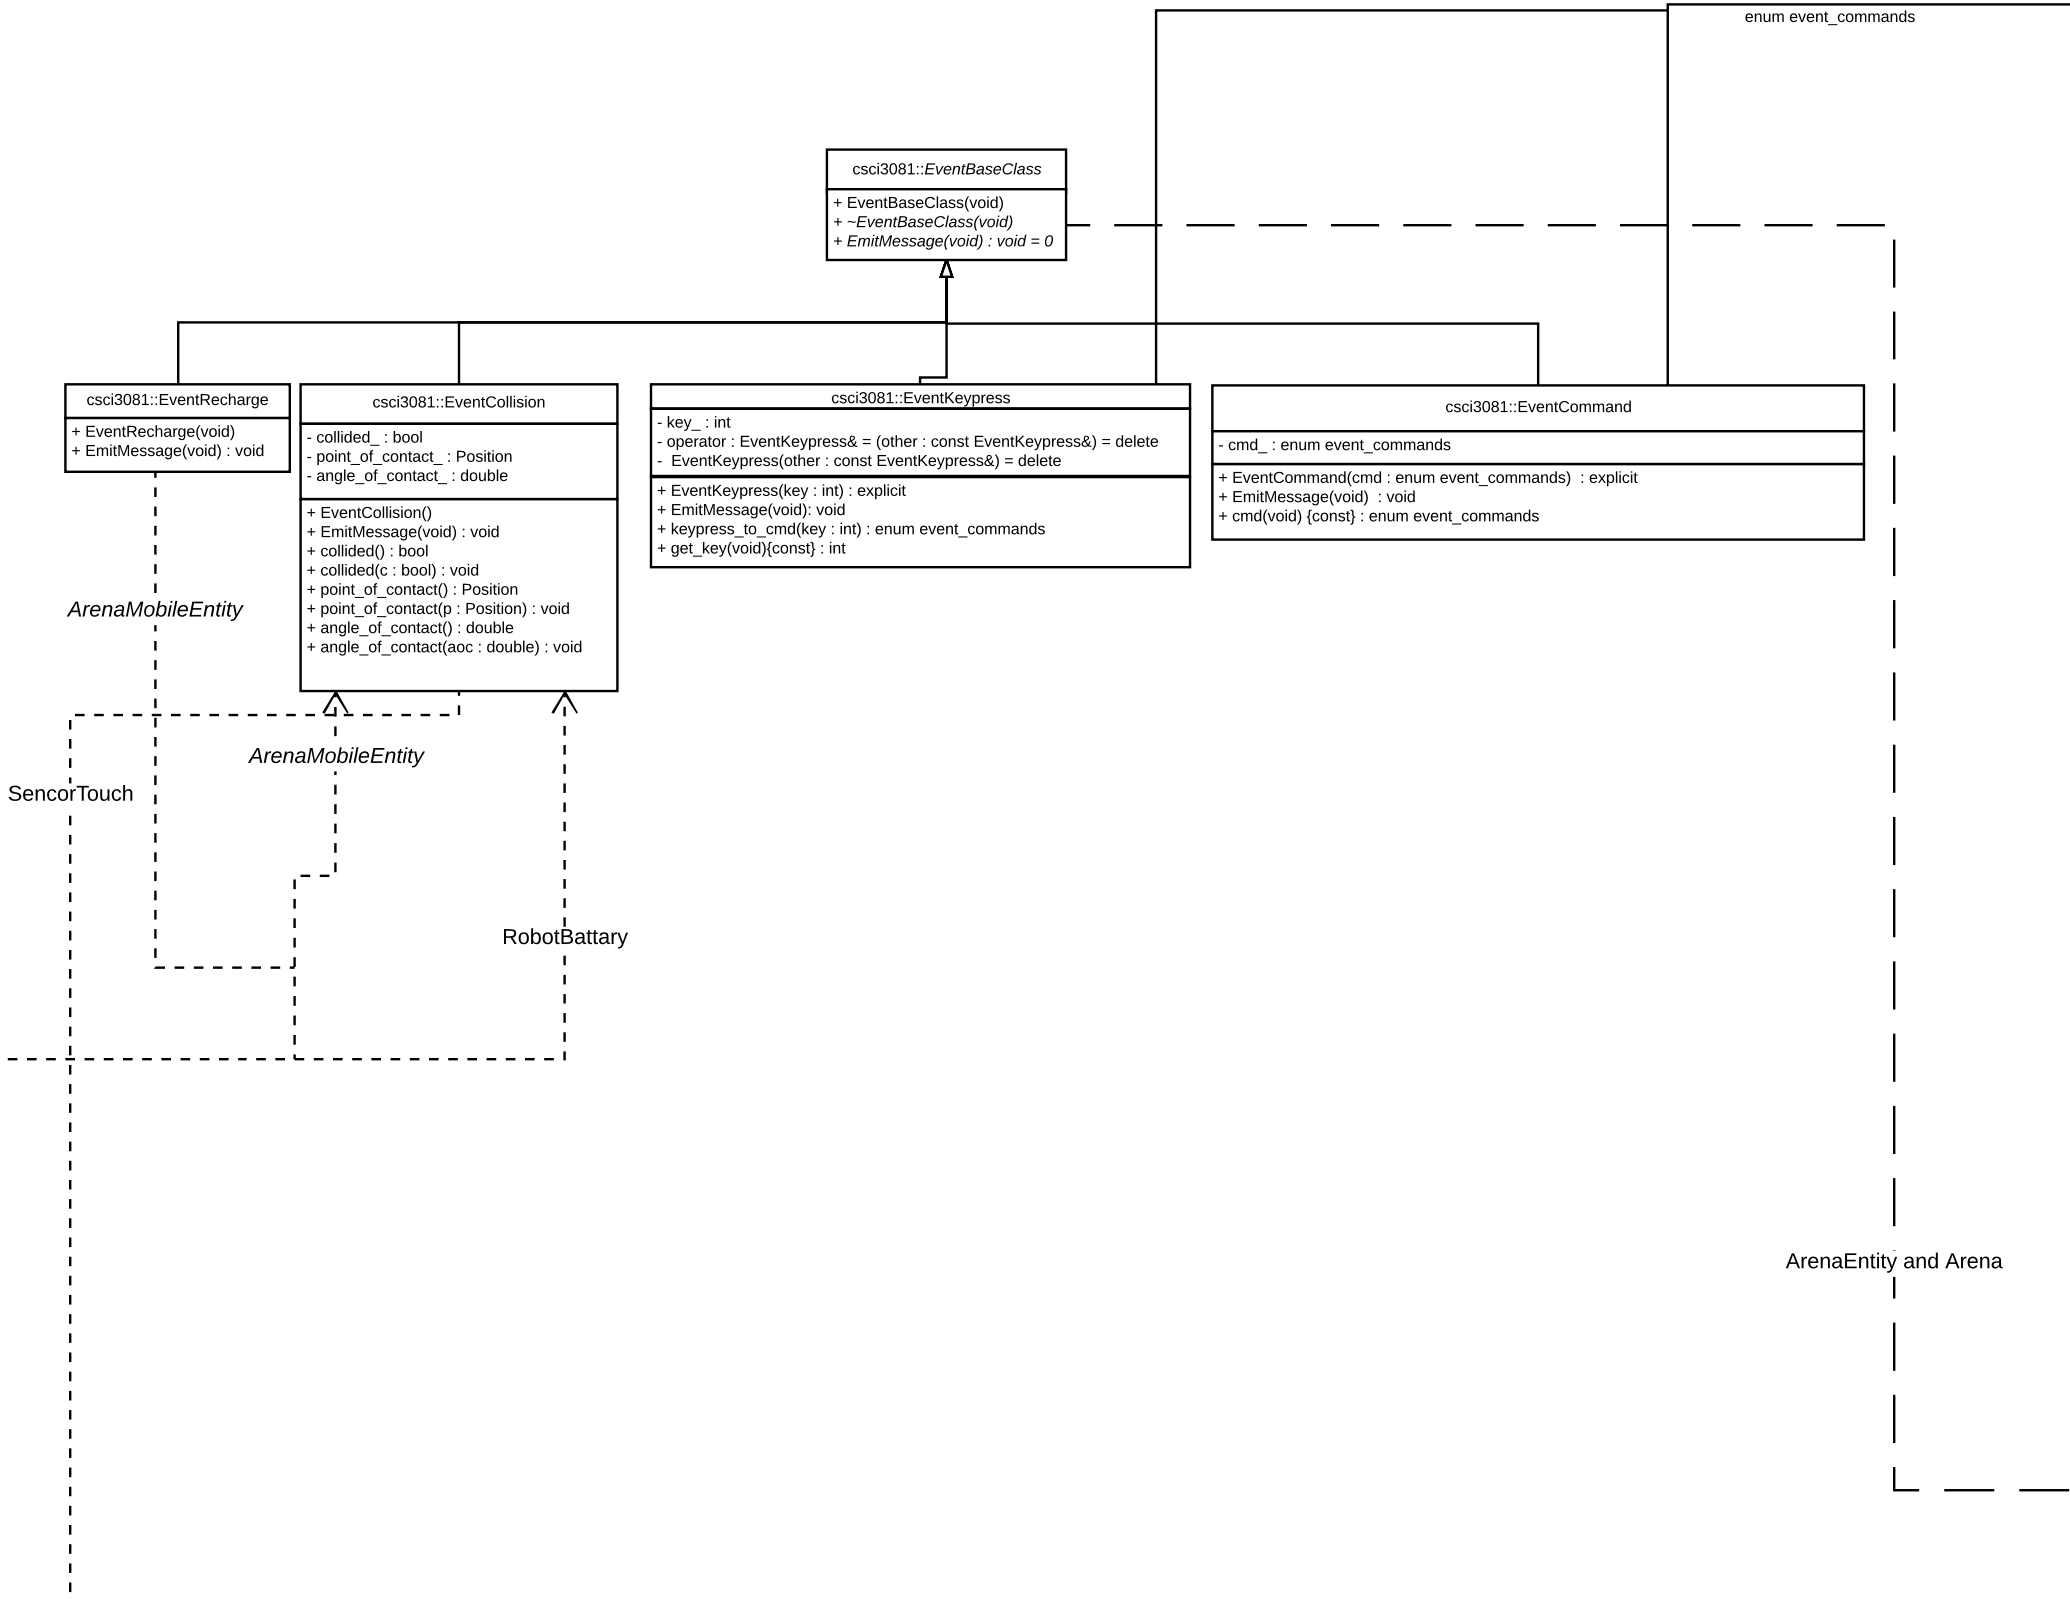 enum event_commands
csci3081::EventBaseClass
+ EventBaseClass(void)
+ ~EventBaseClass(void)
+ EmitMessage(void) : void = 0
csci3081::EventRecharge
+ EventRecharge(void)
+ EmitMessage(void) : void
csci3081::EventCollision
- collided_ : bool
- point_of_contact_ : Position
- angle_of_contact_ : double
+ EventCollision()
+ EmitMessage(void) : void
+ collided() : bool
+ collided(c : bool) : void
+ point_of_contact() : Position
+ point_of_contact(p : Position) : void
+ angle_of_contact() : double
+ angle_of_contact(aoc : double) : void
csci3081::EventKeypress
- key_ : int
- operator : EventKeypress& = (other : const EventKeypress&) = delete
-  EventKeypress(other : const EventKeypress&) = delete
+ EventKeypress(key : int) : explicit
+ EmitMessage(void): void
+ keypress_to_cmd(key : int) : enum event_commands
+ get_key(void){const} : int
csci3081::EventCommand
- cmd_ : enum event_commands
+ EventCommand(cmd : enum event_commands)  : explicit
+ EmitMessage(void)  : void
+ cmd(void) {const} : enum event_commands
ArenaMobileEntity
ArenaMobileEntity
SencorTouch
RobotBattary
ArenaEntity and Arena